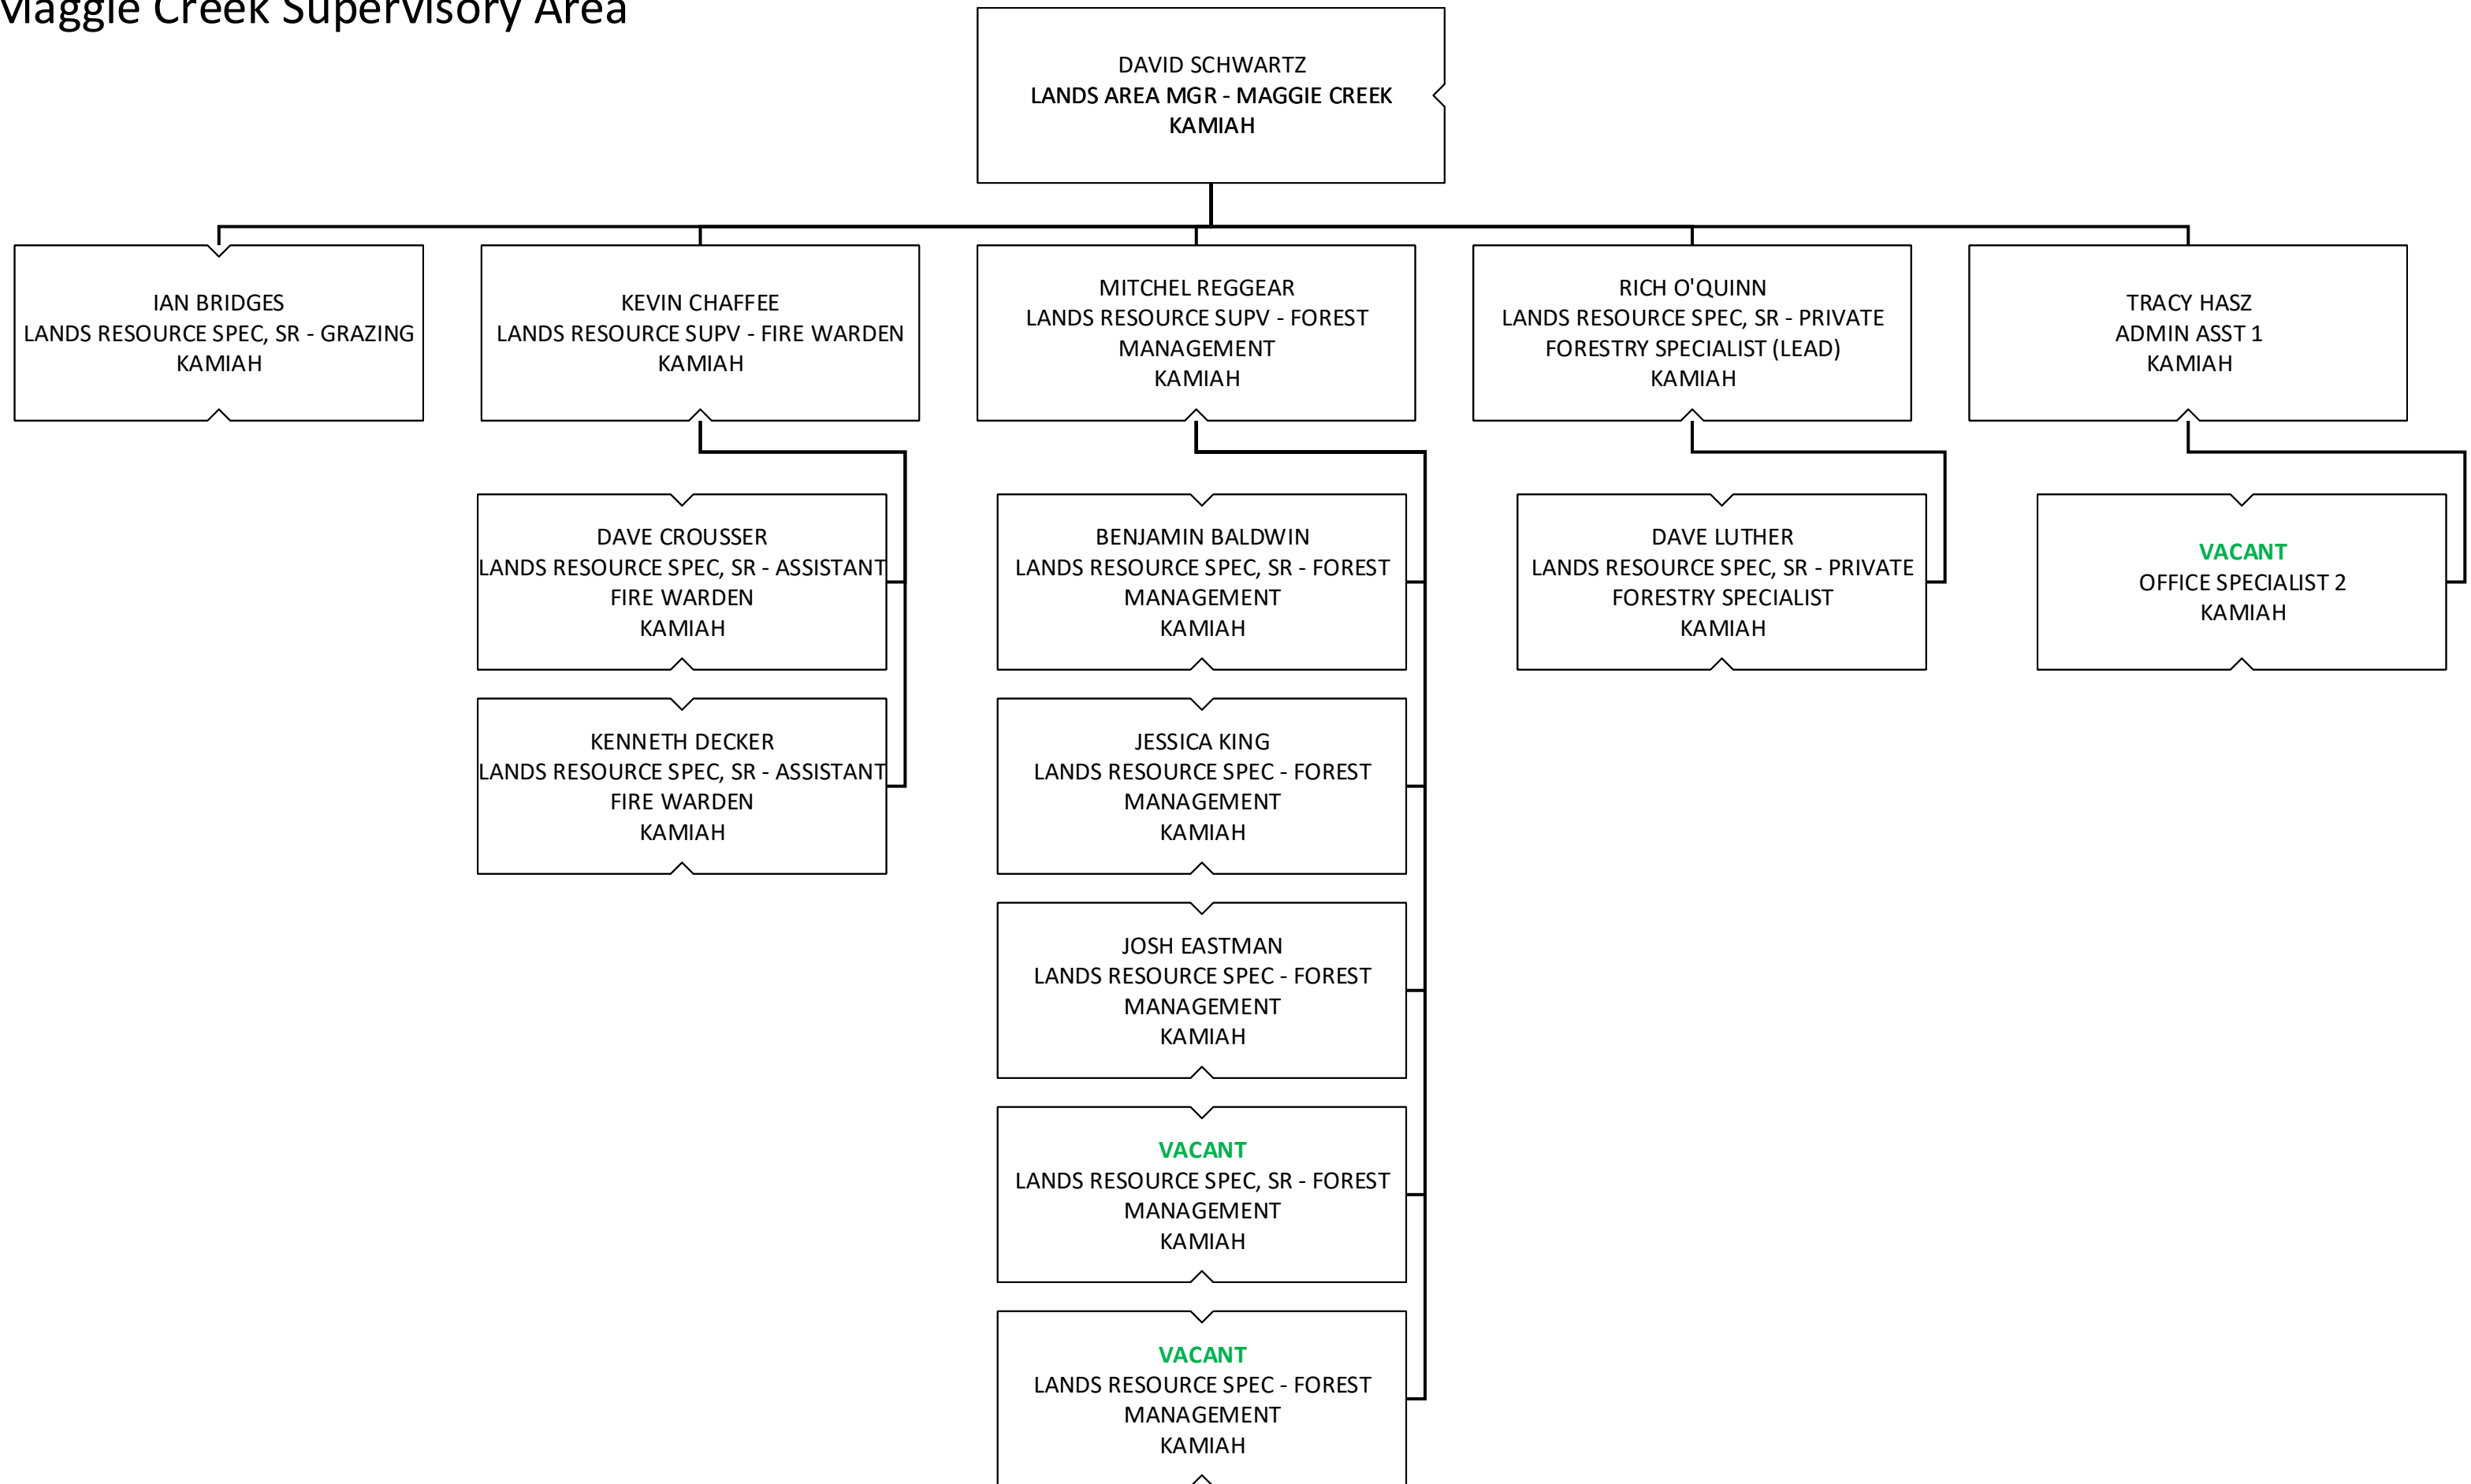 Maggie Creek Supervisory Area
DAVID SCHWARTZ
LANDS AREA MGR - MAGGIE CREEK
KAMIAH
IAN BRIDGES
LANDS RESOURCE SPEC, SR - GRAZING
KAMIAH
KEVIN CHAFFEE
LANDS RESOURCE SUPV - FIRE WARDEN
KAMIAH
MITCHEL REGGEAR
LANDS RESOURCE SUPV - FOREST
MANAGEMENT
KAMIAH
RICH O'QUINN
LANDS RESOURCE SPEC, SR - PRIVATE
FORESTRY SPECIALIST (LEAD)
KAMIAH
TRACY HASZ
ADMIN ASST 1
KAMIAH
DAVE CROUSSER
LANDS RESOURCE SPEC, SR - ASSISTANT
FIRE WARDEN
KAMIAH
BENJAMIN BALDWIN
LANDS RESOURCE SPEC, SR - FOREST
MANAGEMENT
KAMIAH
DAVE LUTHER
LANDS RESOURCE SPEC, SR - PRIVATE
FORESTRY SPECIALIST
KAMIAH
VACANT
OFFICE SPECIALIST 2
KAMIAH
KENNETH DECKER
LANDS RESOURCE SPEC, SR - ASSISTANT
FIRE WARDEN
KAMIAH
JESSICA KING
LANDS RESOURCE SPEC - FOREST
MANAGEMENT
KAMIAH
JOSH EASTMAN
LANDS RESOURCE SPEC - FOREST
MANAGEMENT
KAMIAH
VACANT
LANDS RESOURCE SPEC, SR - FOREST
MANAGEMENT
KAMIAH
VACANT
LANDS RESOURCE SPEC - FOREST
MANAGEMENT
KAMIAH